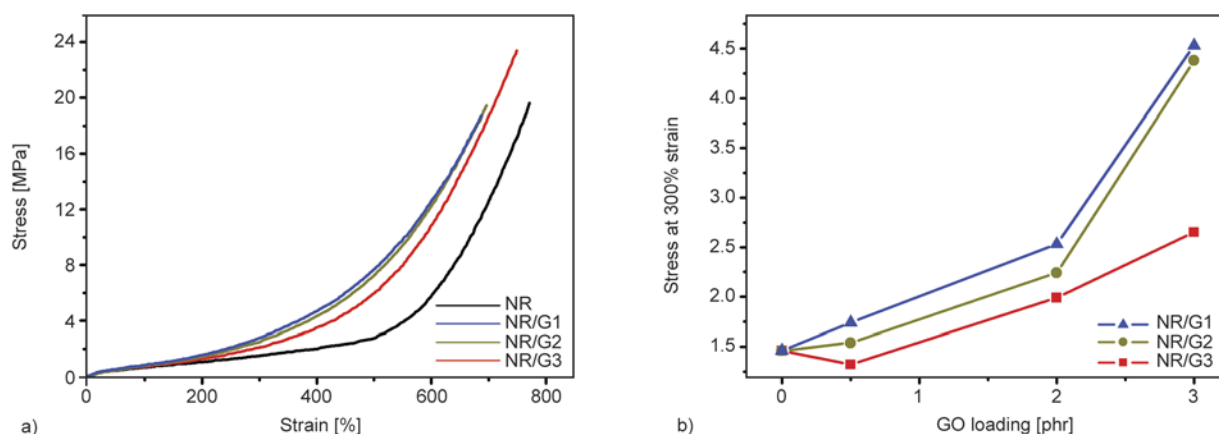 24
20
16
12
8
4
0
Stress [MPa]
NR
NR/G1
NR/G2
NR/G3
0 200 400 600 800
Strain [%]
a)
4.5
4.0
3.5
3.0
2.5
2.0
1.5
Stress at 300% strain
NR/G1
NR/G2
NR/G3
0 1 2 3
GO loading [phr]
b)